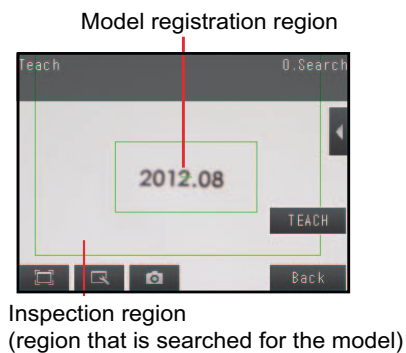 Model registration region
Teach 0.Search
2012.08
TEACH
Back
Inspection region
(region that is searched for the model)